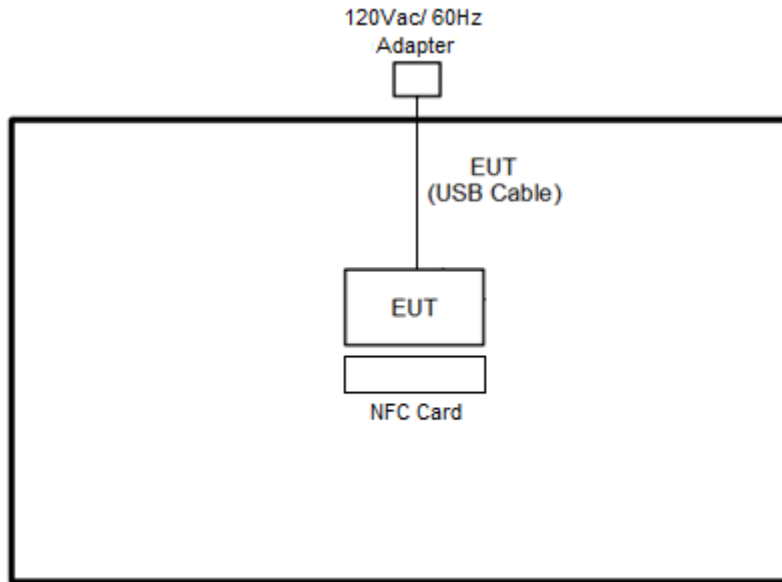 120Vac/ 60Hz
Adapter
EUT
(USB Cable)
EUT
NFC Card